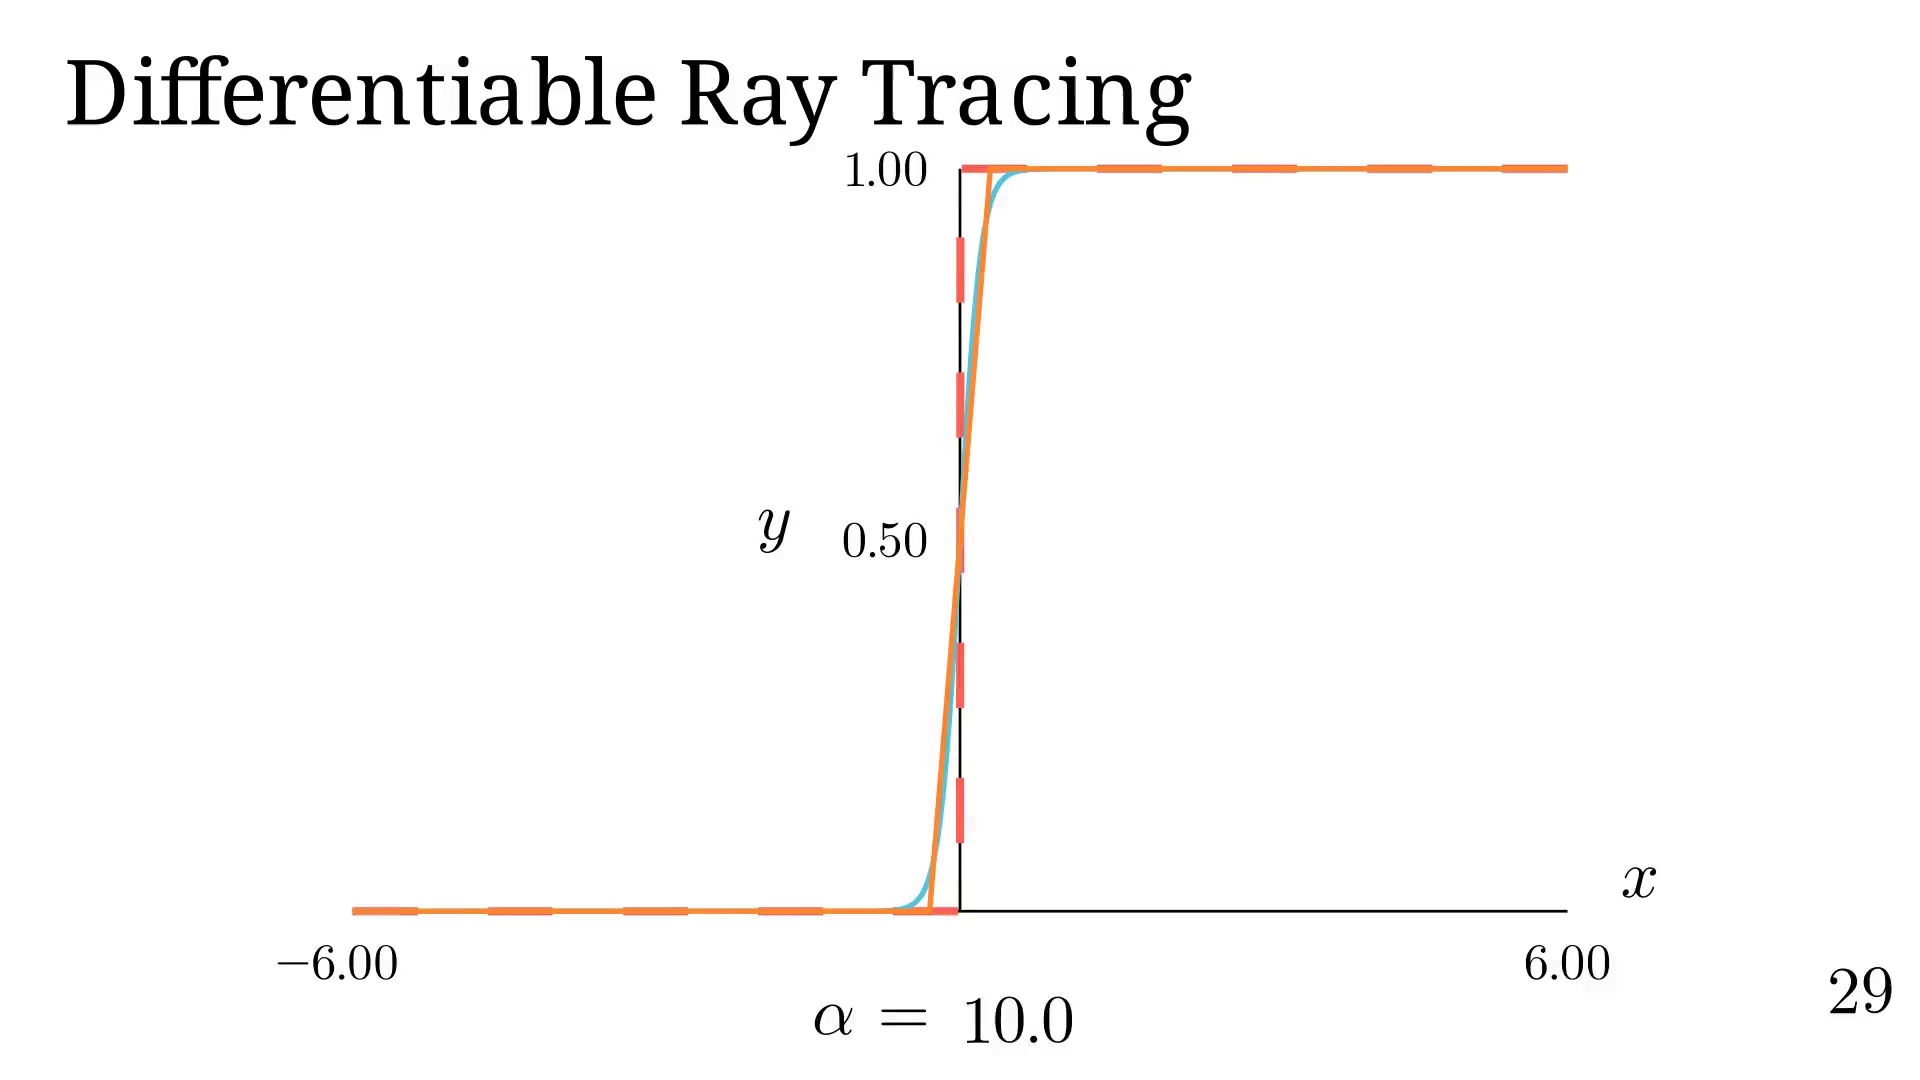 Differentiable Ray Tracing
1.00
y
0.50
x
−6.00
6.00
α = 10.0
29